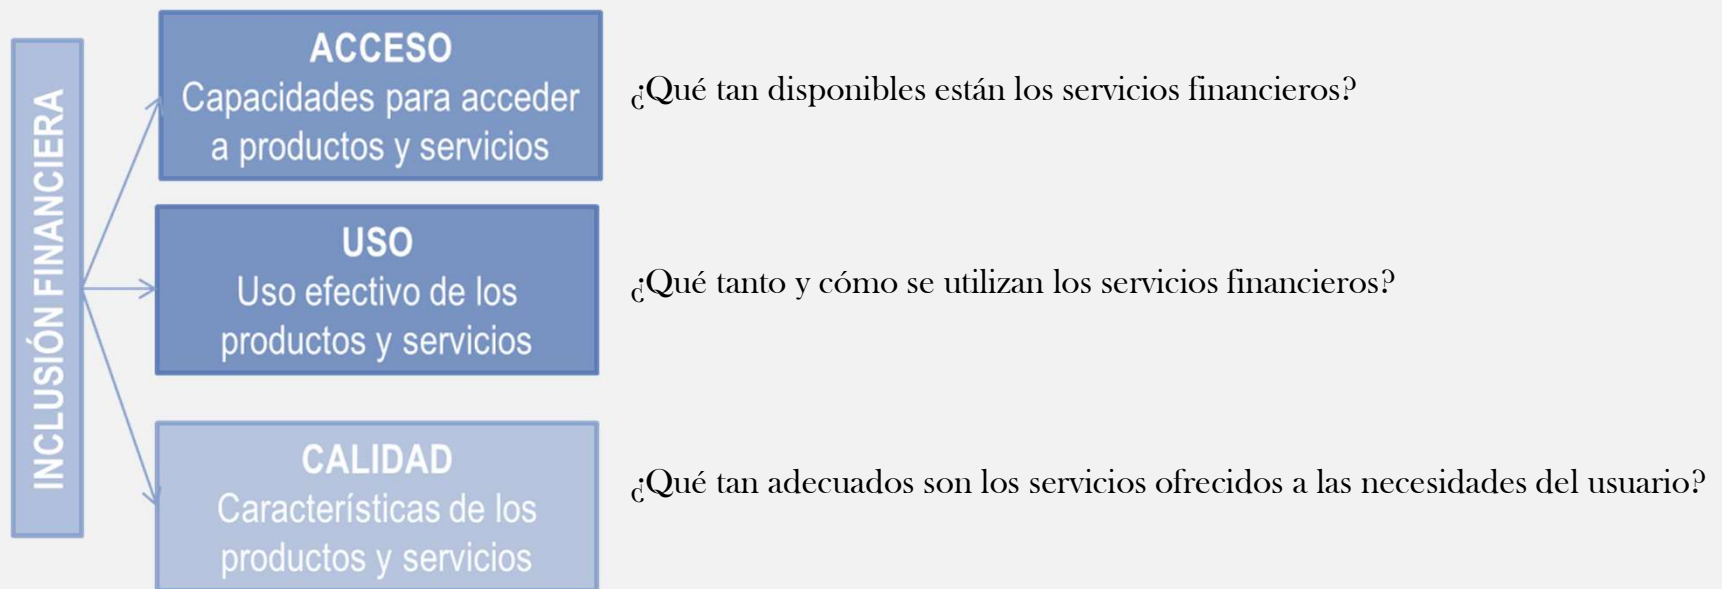 INCLUSIÓN FINANCIERA
ACCESO
Capacidades para acceder
a productos y servicios
¿Qué tan disponibles están los servicios financieros?
USO
Uso efectivo de los
productos y servicios
¿Qué tanto y cómo se utilizan los servicios financieros?
CALIDAD
Características de los
productos y servicios
¿Qué tan adecuados son los servicios ofrecidos a las necesidades del usuario?